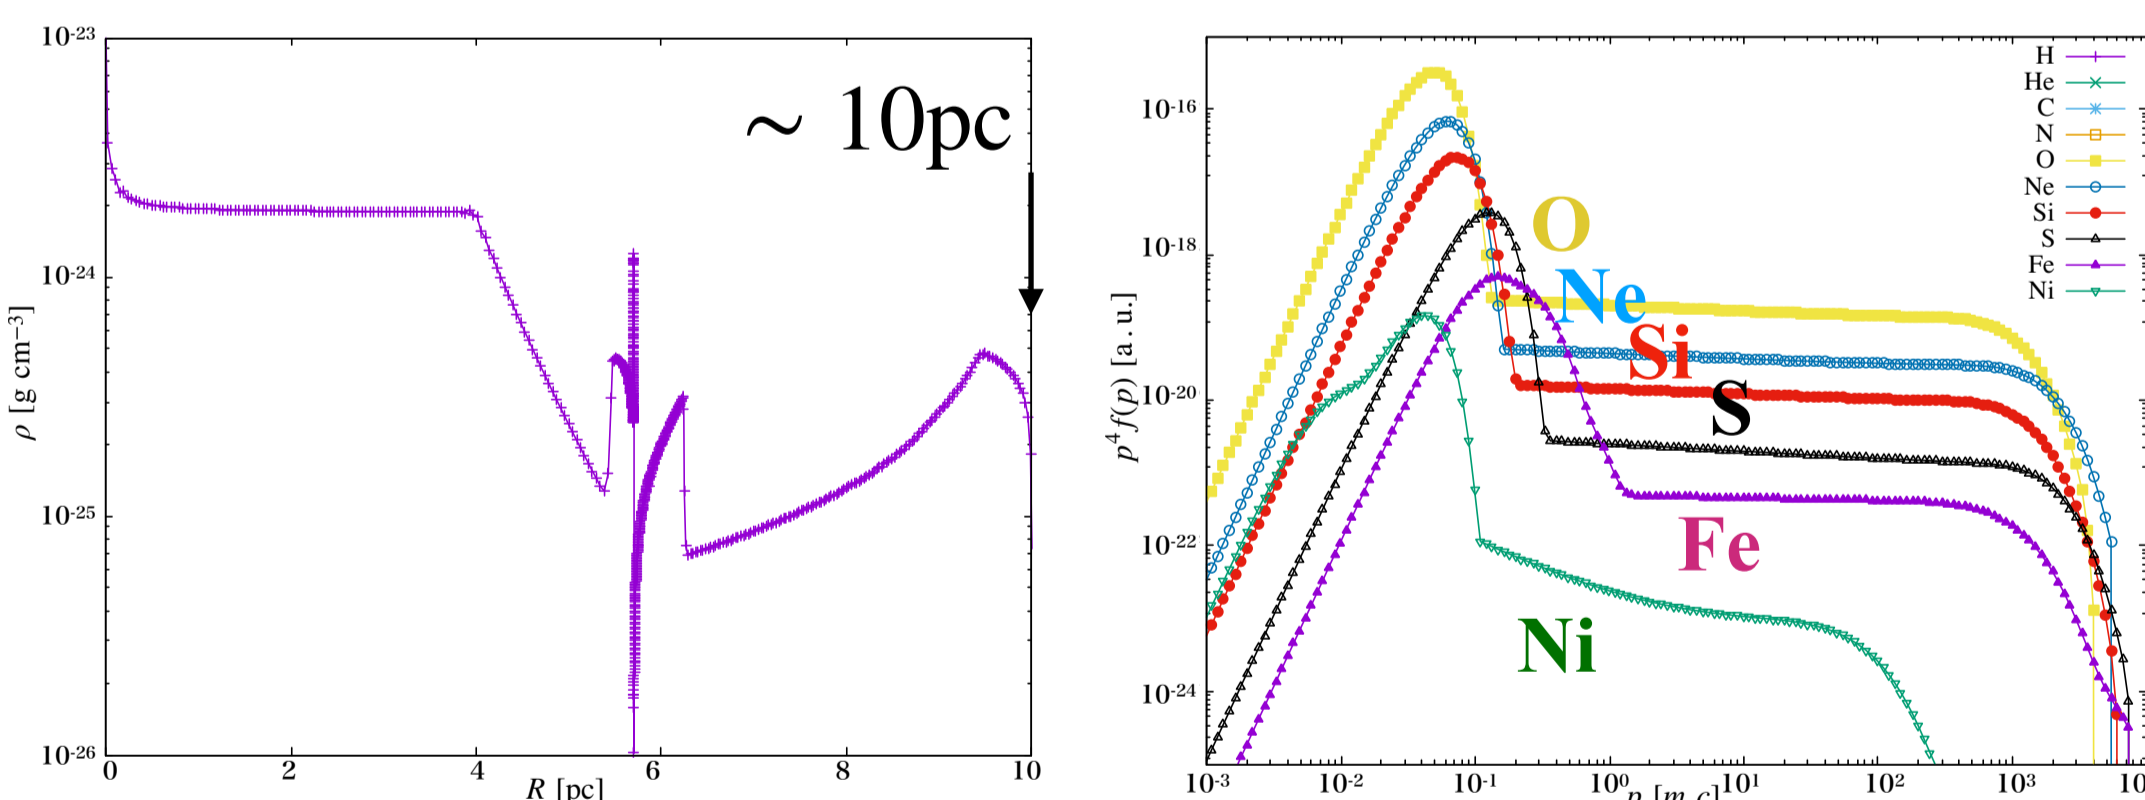 10-23
10-24
10-25
10-26
ρ [g cm−3]
0 2 4 6 8 10
R [pc]
~ 10pc
10-16
10-18
10-20
10-22
10-24
p4 f(p) [a. u.]
10-3 10-2 10-1 100 101 102 103
H
He
C
N
O
Ne
Si
S
Fe
Ni
O
Ne
Si
S
Fe
Ni